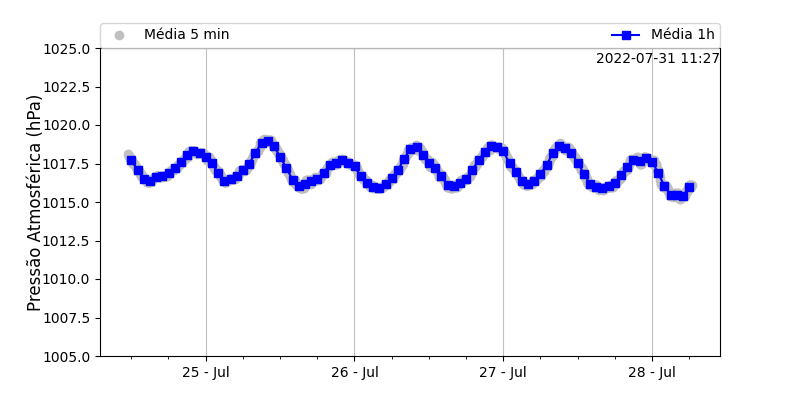 Média 5 min
Média 1h
2022-07-31 11:27
Pressão Atmosférica (hPa)
1025.0
1022.5
1020.0
1017.5
1015.0
1012.5
1010.0
1007.5
1005.0
25 - Jul
26 - Jul
27 - Jul
28 - Jul